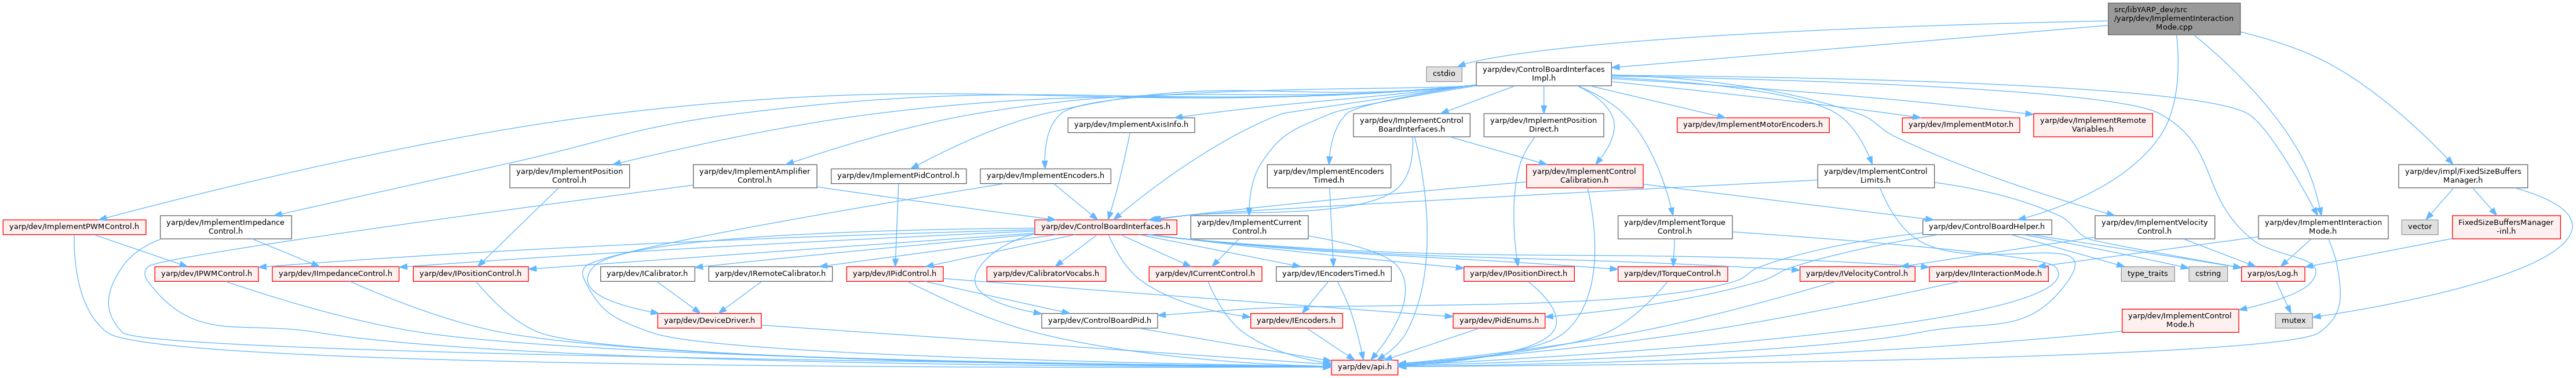 src/libYARP_dev/src
/yarp/dev/ImplementInteraction
Mode.cpp
cstdio
yarp/dev/ControlBoardInterfaces
Impl.h
yarp/dev/ImplementAxisInfo.h
yarp/dev/ImplementControl
BoardInterfaces.h
yarp/dev/ImplementPosition
Direct.h
yarp/dev/ImplementMotorEncoders.h
yarp/dev/ImplementMotor.h
yarp/dev/ImplementRemote
Variables.h
yarp/dev/ImplementPosition
Control.h
yarp/dev/ImplementAmplifier
Control.h
yarp/dev/ImplementPidControl.h
yarp/dev/ImplementEncoders.h
yarp/dev/ImplementEncoders
Timed.h
yarp/dev/ImplementControl
Calibration.h
yarp/dev/ImplementControl
Limits.h
yarp/dev/impl/FixedSizeBuffers
Manager.h
yarp/dev/ImplementPWMControl.h
yarp/dev/ImplementImpedance
Control.h
yarp/dev/ControlBoardInterfaces.h
yarp/dev/ImplementCurrent
Control.h
yarp/dev/ImplementTorque
Control.h
yarp/dev/ControlBoardHelper.h
yarp/dev/ImplementVelocity
Control.h
yarp/dev/ImplementInteraction
Mode.h
vector
FixedSizeBuffersManager
-inl.h
yarp/dev/IPWMControl.h
yarp/dev/IImpedanceControl.h
yarp/dev/IPositionControl.h
yarp/dev/ICalibrator.h
yarp/dev/IRemoteCalibrator.h
yarp/dev/IPidControl.h
yarp/dev/CalibratorVocabs.h
yarp/dev/ICurrentControl.h
yarp/dev/IEncodersTimed.h
yarp/dev/IPositionDirect.h
yarp/dev/ITorqueControl.h
yarp/dev/IVelocityControl.h
yarp/dev/IInteractionMode.h
type_traits
cstring
yarp/os/Log.h
yarp/dev/DeviceDriver.h
yarp/dev/ControlBoardPid.h
yarp/dev/IEncoders.h
yarp/dev/PidEnums.h
yarp/dev/ImplementControl
Mode.h
mutex
yarp/dev/api.h